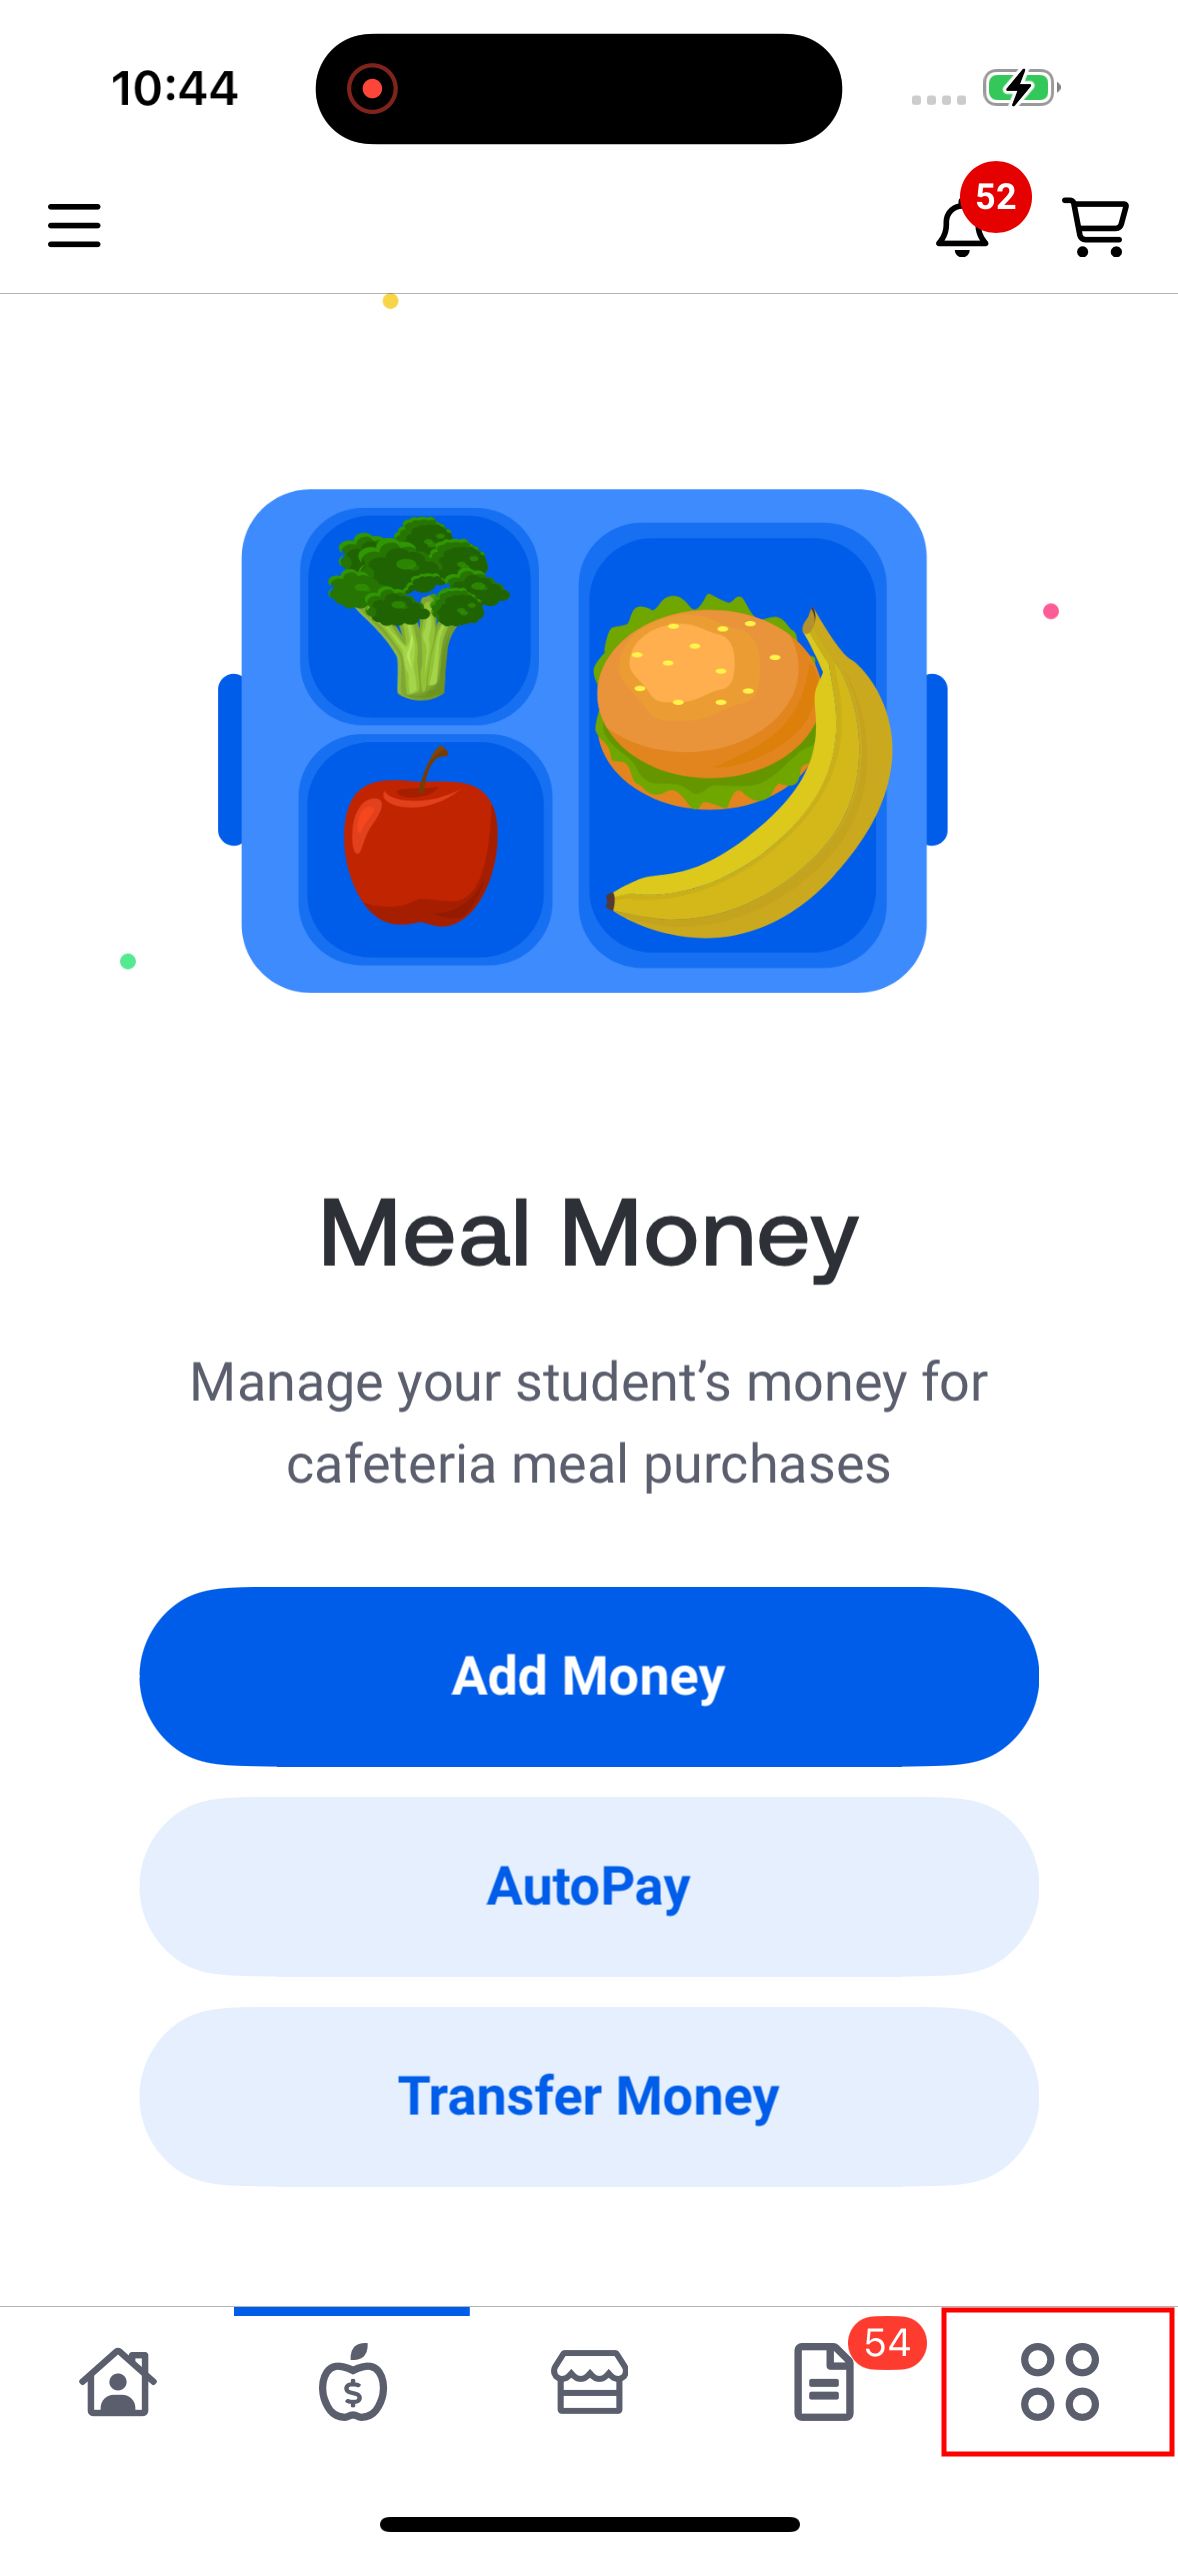 10:44
52
Meal Money
Manage your student’s money for
cafeteria meal purchases
Add Money
AutoPay
Transfer Money
$
54